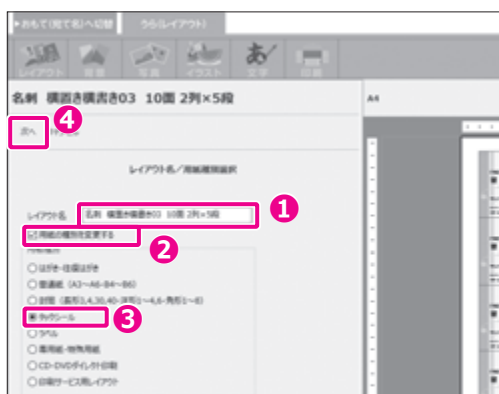 ▶おもて(宛て名)へ切替 うら(レイアウト)
レイアウト 背景 写真 イラスト 文字 印刷
名刺 横置き横書き03 10面 2列×5段
A4
次へ
4
レイアウト名/用紙種類選択
レイアウト名 名刺 横置き横書き03 10面 2列×5段
1
☑用紙の種別を変更する
2
はがき・往復はがき
普通紙 (A3~A6・B4~B6)
封筒 (長形3,4,30,40・洋形1~4,6・角形1~8)
タックシール
3
ラベル
専用紙・特殊用紙
CD・DVDダイレクト印刷
印刷サービス用レイアウト